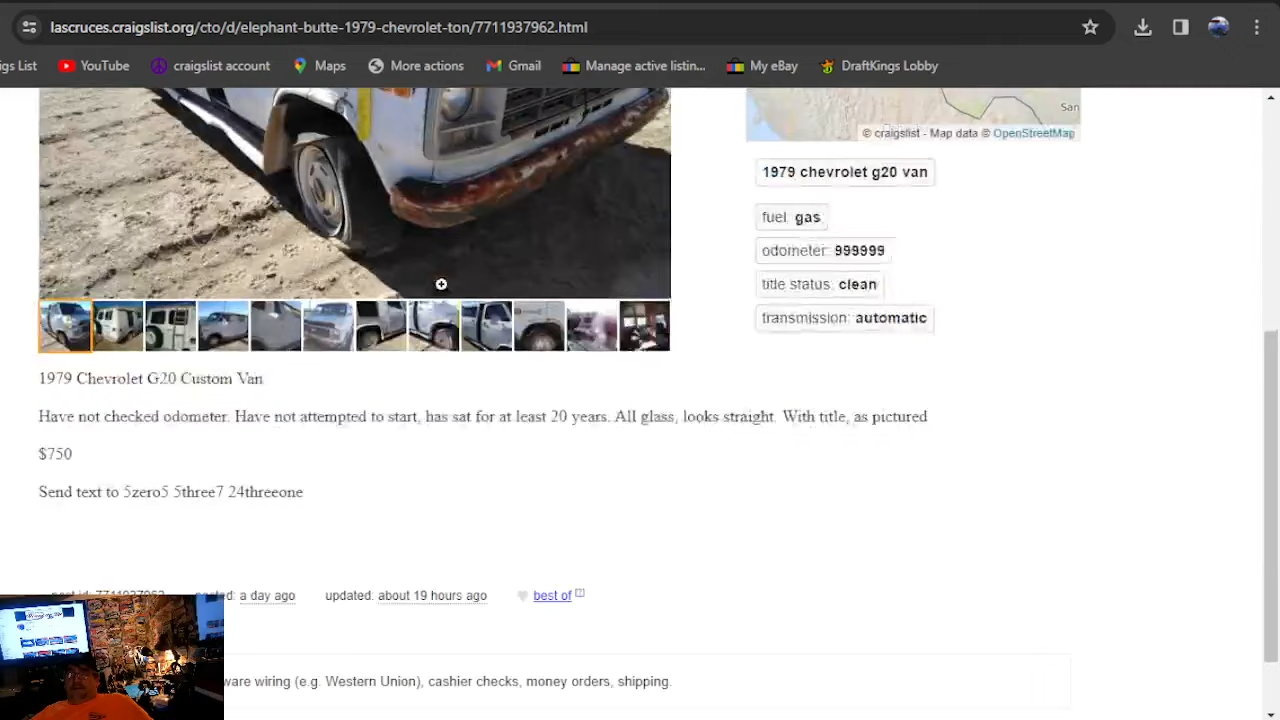 lascruces.craigslist.org/cto/d/elephant-butte-1979-chevrolet-ton/7711937962.html
igs List YouTube craigslist account Maps More actions Gmail Manage active listin... My eBay DraftKings Lobby
San
© craigslist - Map data © OpenStreetMap
1979 chevrolet g20 van
fuel: gas
odometer: 999999
title status: clean
transmission: automatic
1979 Chevrolet G20 Custom Van
Have not checked odometer. Have not attempted to start, has sat for at least 20 years. All glass, looks straight. With title, as pictured
$750
Send text to 5zero5 5three7 24threeone
post id: 7711937962 posted: a day ago updated: about 19 hours ago best of [?]
ware wiring (e.g. Western Union), cashier checks, money orders, shipping.